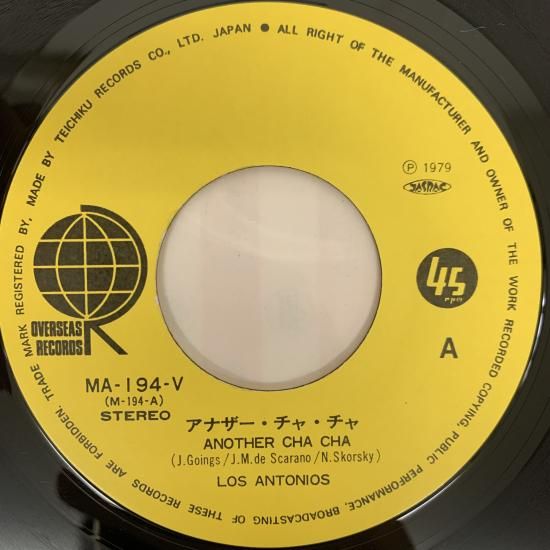 TRADE MARK REGISTERED BY, MADE BY TEICHIKU RECORDS CO., LTD. JAPAN ● ALL RIGHT OF THE MANUFACTURER AND OWNER OF THE WORK RECORDED COPYING, PUBLIC PERFORMANCE, BROADCASTING OF THESE RECORDS ARE FORBIDDEN.
Ⓟ 1979
JASRAC
45
rpm
A
OVERSEAS
RECORDS
MA-194-V
(M-194-A)
STEREO
アナザー・チャ・チャ
ANOTHER CHA CHA
(J.Goings/J.M.de Scarano/N.Skorsky)
LOS ANTONIOS